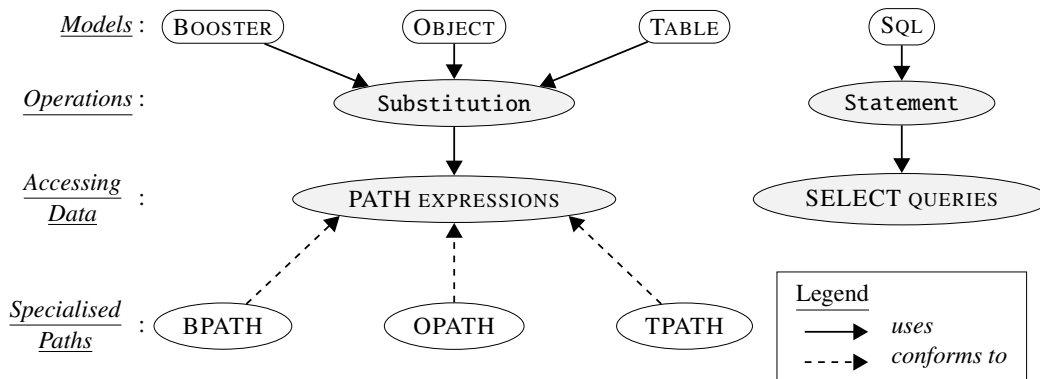 Models : BOOSTER OBJECT TABLE SQL
Operations : Substitution Statement
Accessing
Data : PATH EXPRESSIONS SELECT QUERIES
Specialised
Paths : BPATH OPATH TPATH
Legend
uses
conforms to